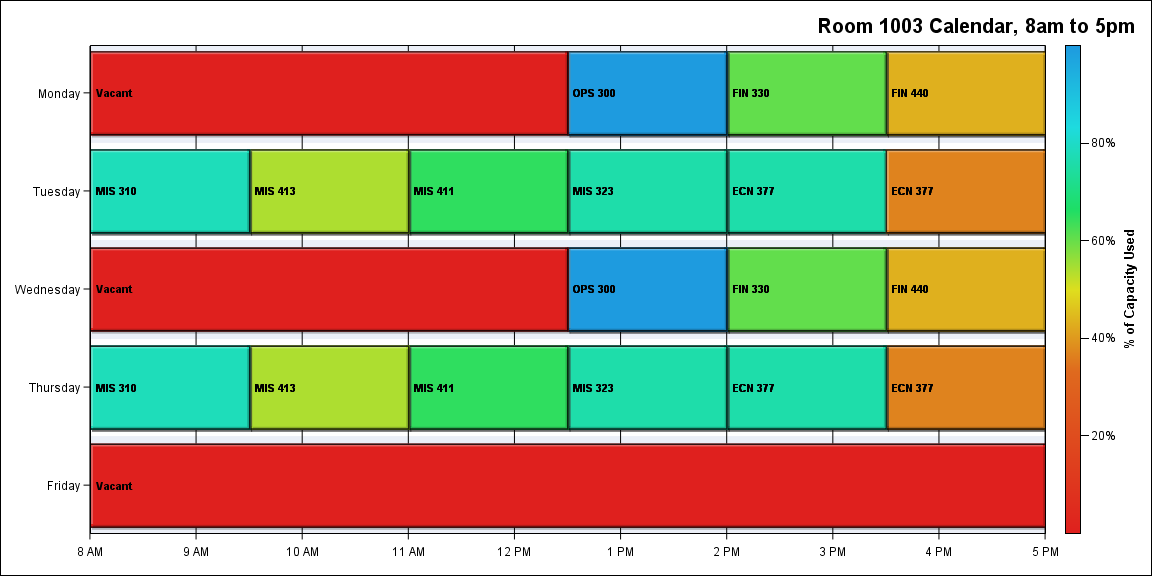 Room 1003 Calendar, 8am to 5pm
Monday
Vacant
OPS 300
FIN 330
FIN 440
Tuesday
MIS 310
MIS 413
MIS 411
MIS 323
ECN 377
ECN 377
Wednesday
Vacant
OPS 300
FIN 330
FIN 440
Thursday
MIS 310
MIS 413
MIS 411
MIS 323
ECN 377
ECN 377
Friday
Vacant
8 AM
9 AM
10 AM
11 AM
12 PM
1 PM
2 PM
3 PM
4 PM
5 PM
80%
60%
40%
20%
% of Capacity Used